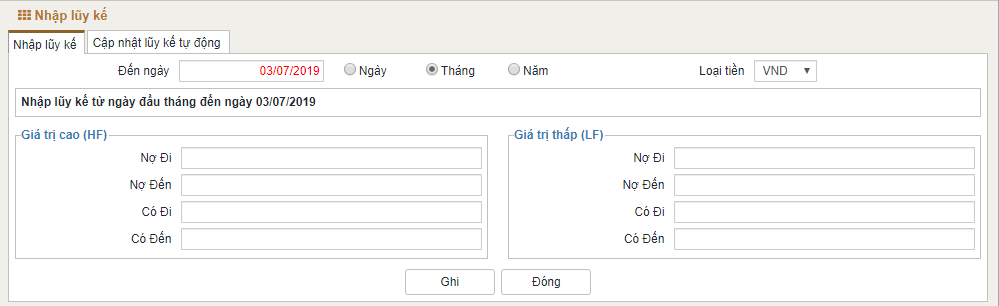 Nhập lũy kế
Nhập lũy kế Cập nhật lũy kế tự động
Đến ngày 03/07/2019 Ngày Tháng Năm Loại tiền VND
Nhập lũy kế từ ngày đầu tháng đến ngày 03/07/2019
Giá trị cao (HF) Giá trị thấp (LF)
Nợ Đi Nợ Đi
Nợ Đến Nợ Đến
Có Đi Có Đi
Có Đến Có Đến
Ghi Đóng